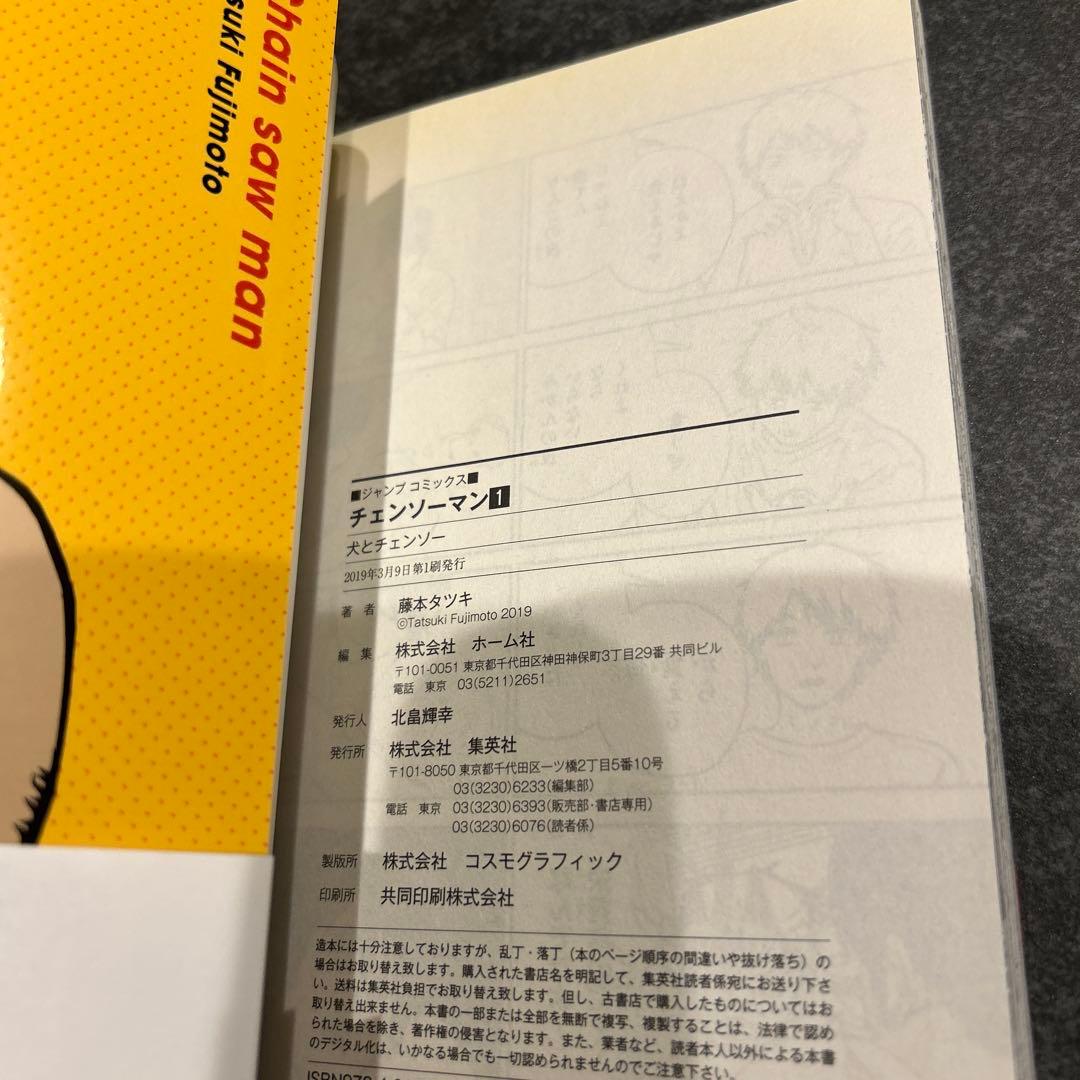 chain saw man
tsuki Fujimoto
■ジャンプ コミックス■
チェンソーマン1
犬とチェンソー
2019年3月9日 第1刷発行
著 者 藤本タツキ
©Tatsuki Fujimoto 2019
編 集 株式会社 ホーム社
〒101-0051 東京都千代田区神田神保町3丁目29番 共同ビル
電話 東京 03(5211)2651
発行人 北畠輝幸
発行所 株式会社 集英社
〒101-8050 東京都千代田区一ツ橋2丁目5番10号
03(3230)6233(編集部)
電話 東京 03(3230)6393(販売部・書店専用)
03(3230)6076(読者係)
製版所 株式会社 コスモグラフィック
印刷所 共同印刷株式会社
造本には十分注意しておりますが、乱丁・落丁（本のページ順序の間違いや抜け落ち）の
場合はお取り替え致します。購入された書店名を明記して、集英社読者係宛にお送り下さ
い。送料は集英社負担でお取り替え致します。但し、古書店で購入したものについてはお
取り替え出来ません。本書の一部または全部を無断で複写、複製することは、法律で認め
られた場合を除き、著作権の侵害となります。また、業者など、読者本人以外による本書
のデジタル化は、いかなる場合でも一切認められませんのでご注意下さい。